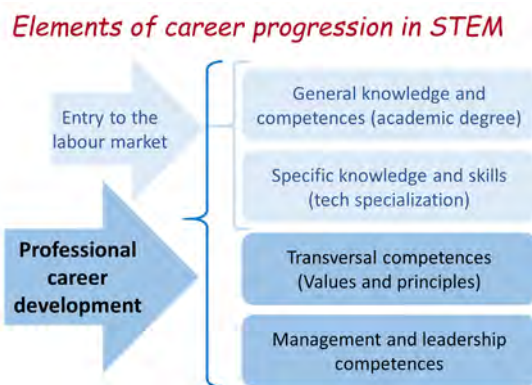 Elements of career progression in STEM
Entry to the
labour market
General knowledge and
competences (academic degree)
Specific knowledge and skills
(tech specialization)
Professional
career
development
Transversal competences
(Values and principles)
Management and leadership
competences